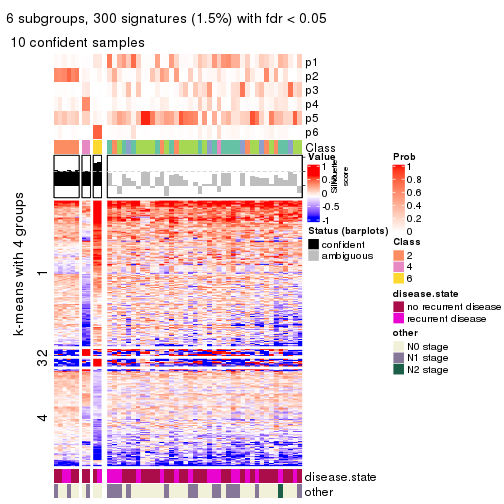 6 subgroups, 300 signatures (1.5%) with fdr < 0.05
10 confident samples
p1
p2
p3
p4
p5
p6
Class
Value
1
0.5
0
-0.5
-1
Silhouette
score
Status (barplots)
confident
ambiguous
Prob
1
0.8
0.6
0.4
0.2
0
Class
2
4
6
disease.state
no recurrent disease
recurrent disease
other
N0 stage
N1 stage
N2 stage
k-means with 4 groups
1
2
3
4
disease.state
other